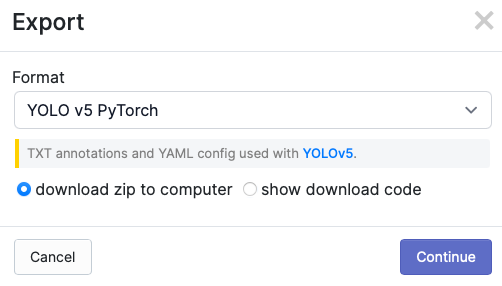 Export
Format
YOLO v5 PyTorch
TXT annotations and YAML config used with YOLOv5.
download zip to computer show download code
Cancel Continue